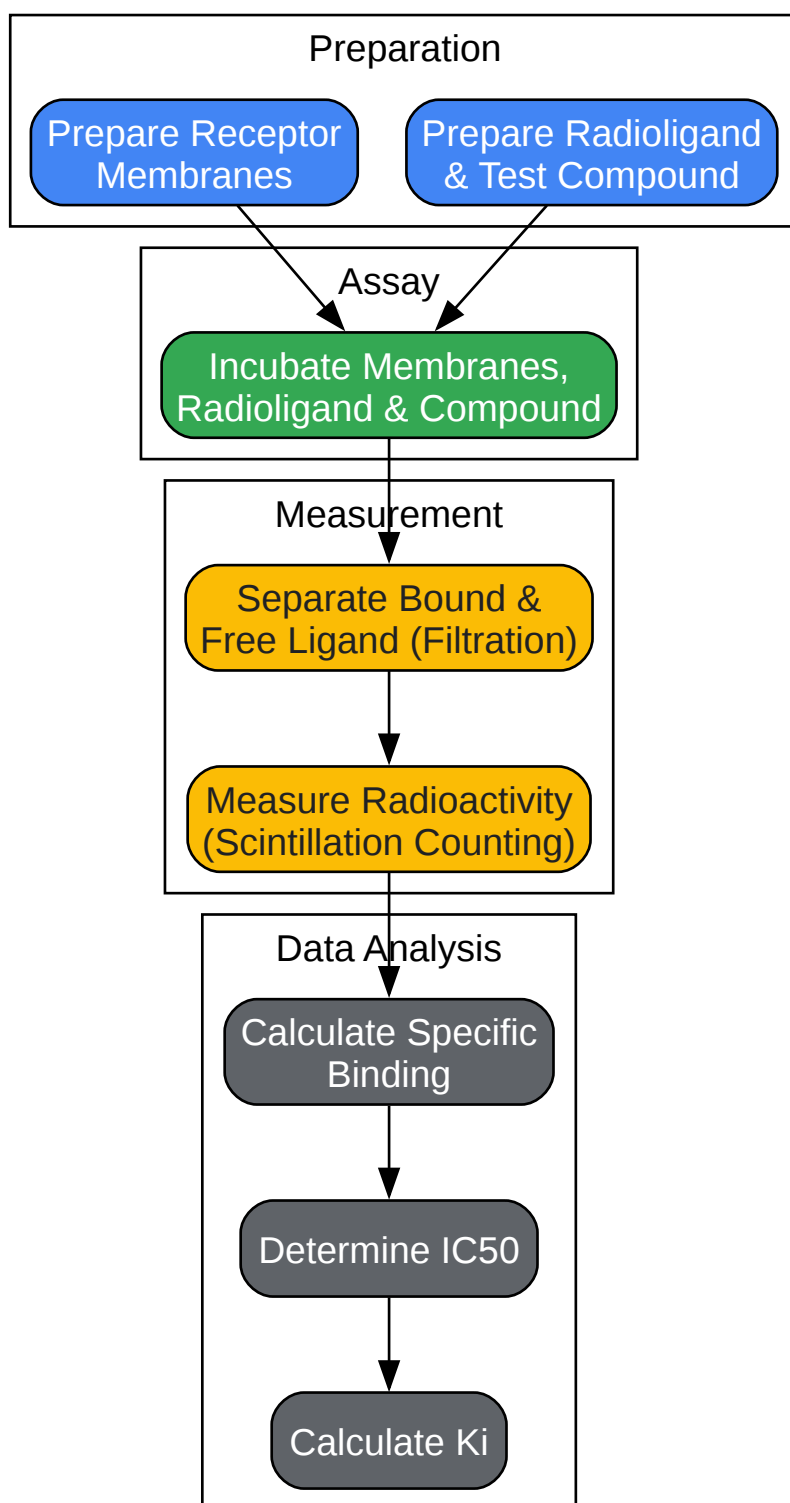 Preparation
Prepare Receptor
Membranes
Prepare Radioligand
& Test Compound
Assay
Incubate Membranes,
Radioligand & Compound
Measurement
Separate Bound &
Free Ligand (Filtration)
Measure Radioactivity
(Scintillation Counting)
Data Analysis
Calculate Specific
Binding
Determine IC50
Calculate Ki